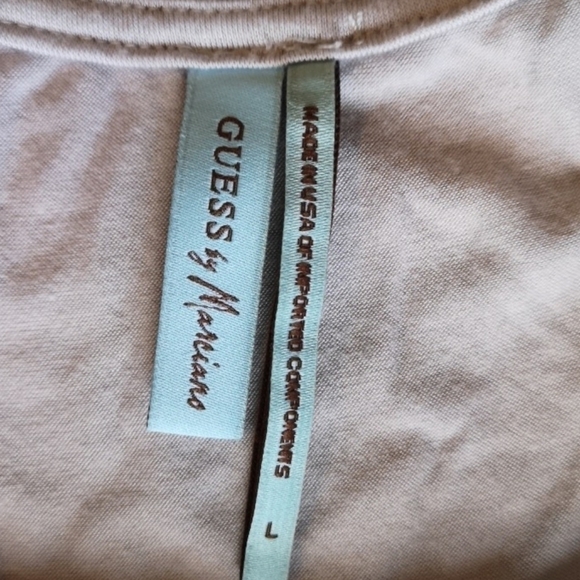 GUESS by Marciano
MADE IN USA OF IMPORTED COMPONENTS
L